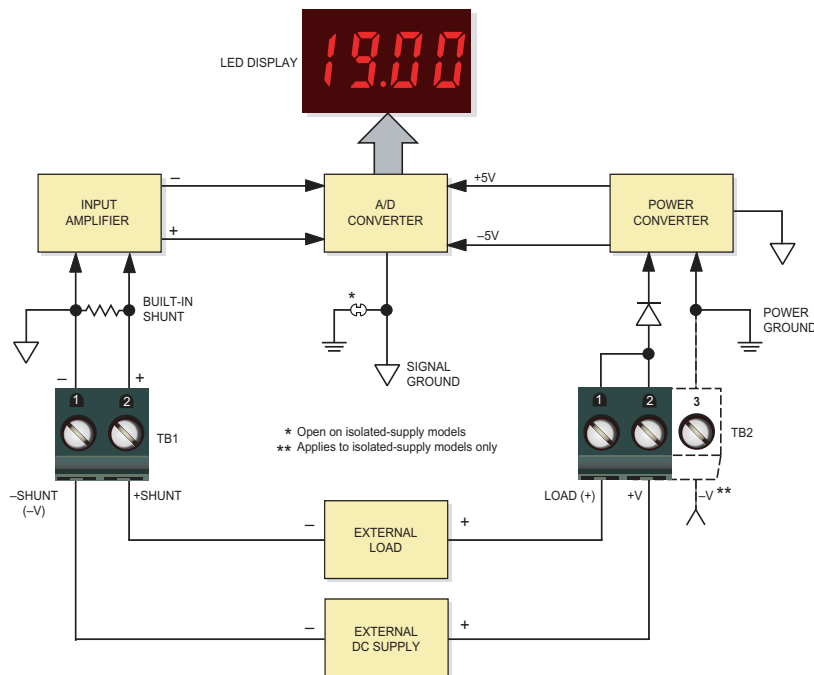 LED DISPLAY
19.00
INPUT
AMPLIFIER
–
+
A/D
CONVERTER
+5V
–5V
POWER
CONVERTER
BUILT-IN
SHUNT
*
SIGNAL
GROUND
POWER
GROUND
–
+
1
2
TB1
* Open on isolated-supply models
** Applies to isolated-supply models only
1
2
3
TB2
–SHUNT
(–V)
+SHUNT
LOAD (+)
+V
–V **
–
EXTERNAL
LOAD
+
–
EXTERNAL
DC SUPPLY
+